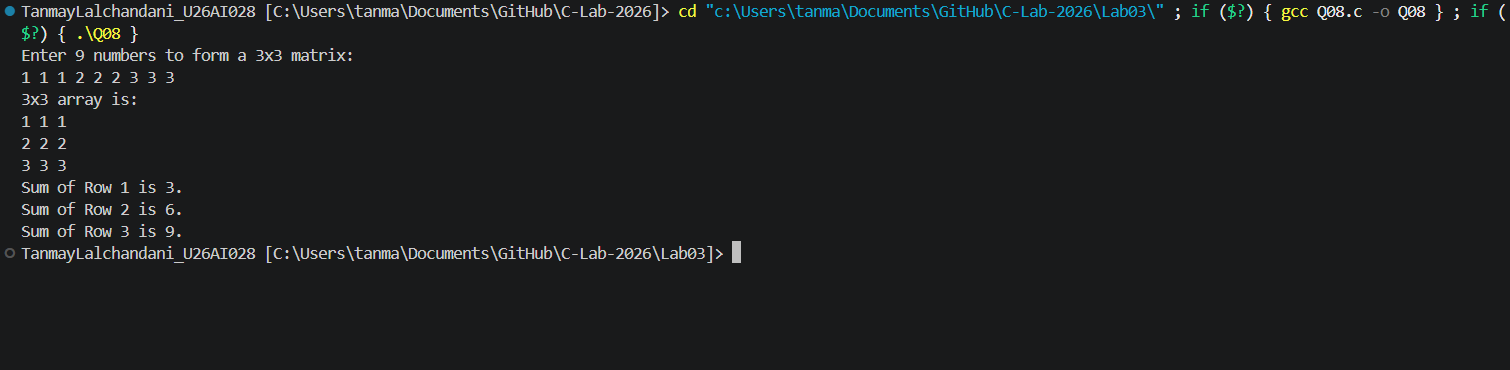 TanmayLalchandani_U26AI028 [C:\Users\tanma\Documents\GitHub\C-Lab-2026]> cd "c:\Users\tanma\Documents\GitHub\C-Lab-2026\Lab03\" ; if ($?) { gcc Q08.c -o Q08 } ; if (
$?) { .\Q08 }
Enter 9 numbers to form a 3x3 matrix:
1 1 1 2 2 2 3 3 3
3x3 array is:
1 1 1
2 2 2
3 3 3
Sum of Row 1 is 3.
Sum of Row 2 is 6.
Sum of Row 3 is 9.
TanmayLalchandani_U26AI028 [C:\Users\tanma\Documents\GitHub\C-Lab-2026\Lab03]>